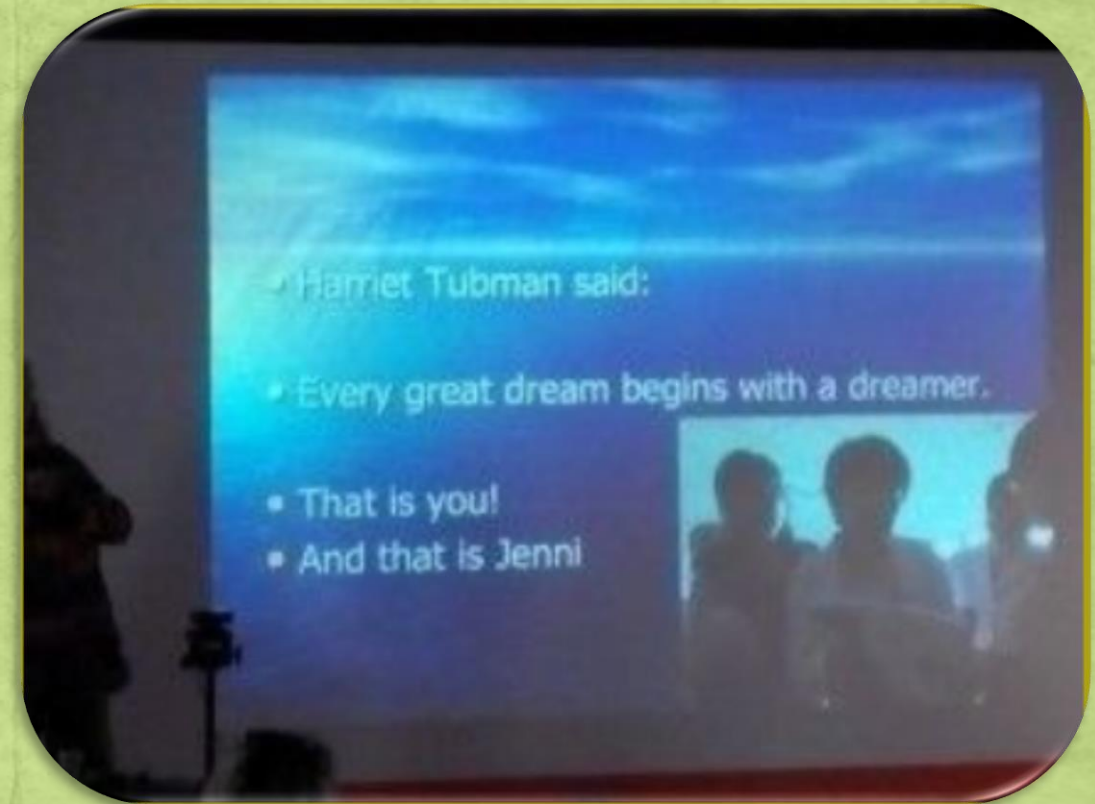 • Harriet Tubman said:
• Every great dream begins with a dreamer.
• That is you!
• And that is Jenni